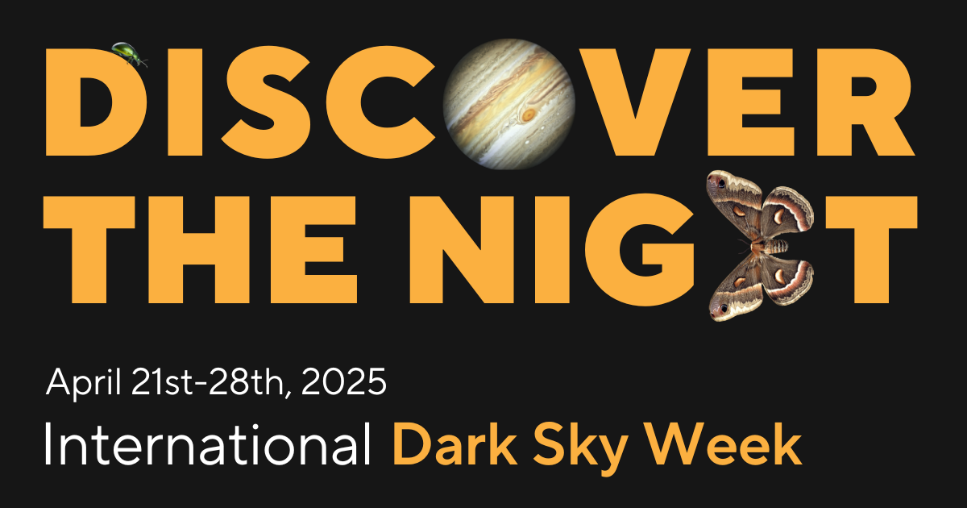 DISCOVER
THE NIGHT
April 21st-28th, 2025
International Dark Sky Week